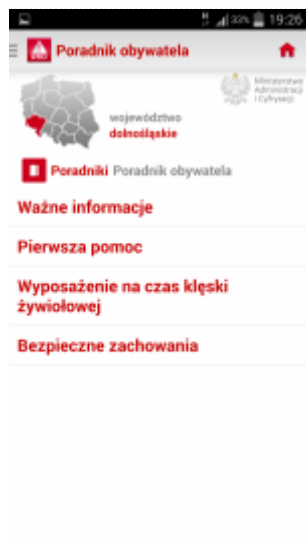 33% 19:26
Poradnik obywatela
Ministerstwo
Administracji
i Cyfryzacji
województwo
dolnośląskie
Poradniki Poradnik obywatela
Ważne informacje
Pierwsza pomoc
Wyposażenie na czas klęski
żywiołowej
Bezpieczne zachowania